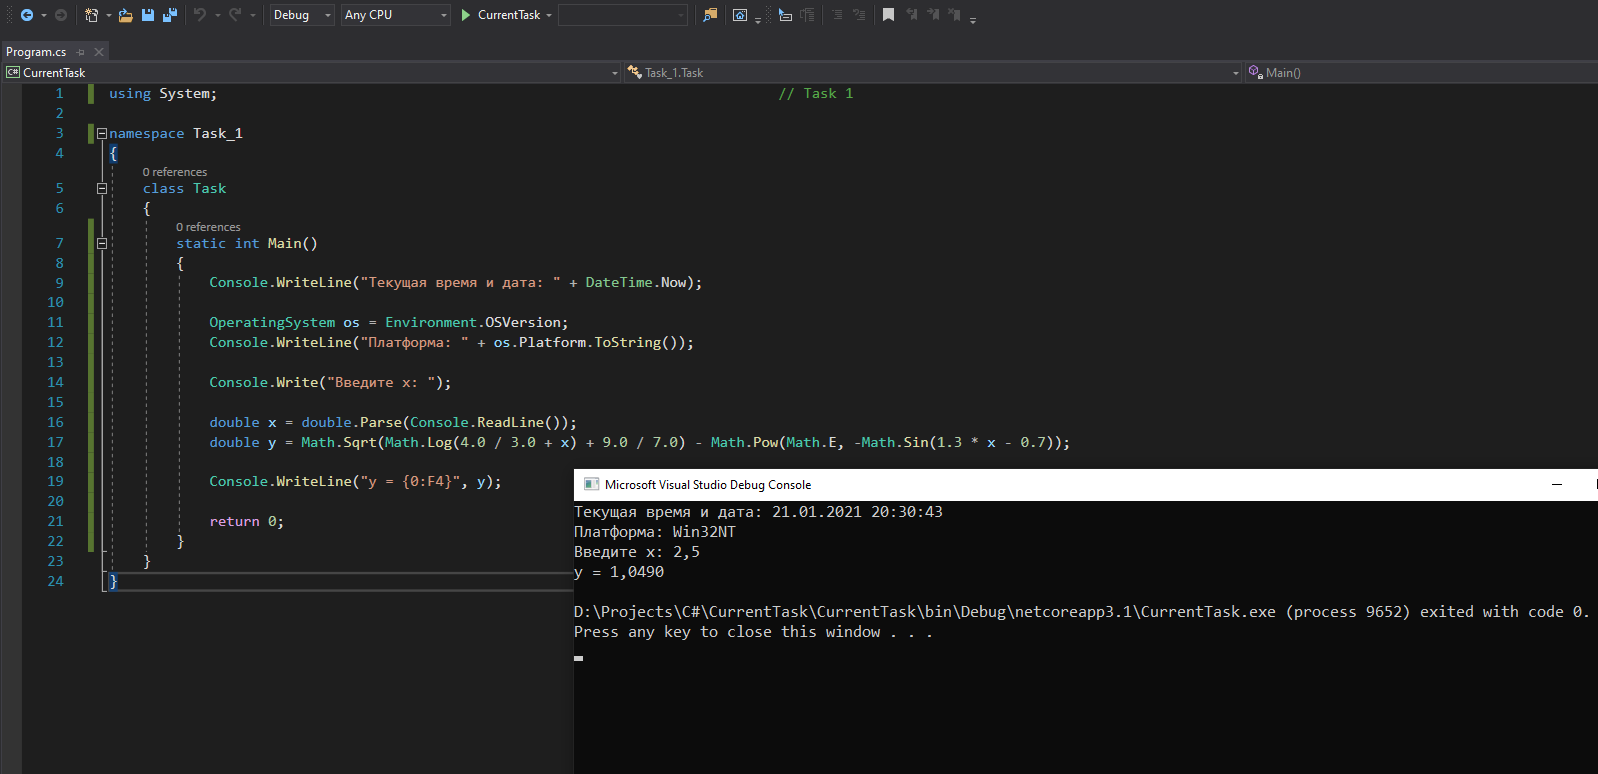 Debug Any CPU CurrentTask
Program.cs
C# CurrentTask Task_1.Task Main()
1 using System; // Task 1
2
3 namespace Task_1
4 {
0 references
5 class Task
6 {
0 references
7 static int Main()
8 {
9 Console.WriteLine("Текущая время и дата: " + DateTime.Now);
10
11 OperatingSystem os = Environment.OSVersion;
12 Console.WriteLine("Платформа: " + os.Platform.ToString());
13
14 Console.Write("Введите x: ");
15
16 double x = double.Parse(Console.ReadLine());
17 double y = Math.Sqrt(Math.Log(4.0 / 3.0 + x) + 9.0 / 7.0) - Math.Pow(Math.E, -Math.Sin(1.3 * x - 0.7));
18
19 Console.WriteLine("y = {0:F4}", y);
20
21 return 0;
22 }
23 }
24 }
Microsoft Visual Studio Debug Console
Текущая время и дата: 21.01.2021 20:30:43
Платформа: Win32NT
Введите x: 2,5
y = 1,0490
D:\Projects\C#\CurrentTask\CurrentTask\bin\Debug\netcoreapp3.1\CurrentTask.exe (process 9652) exited with code 0.
Press any key to close this window . . .